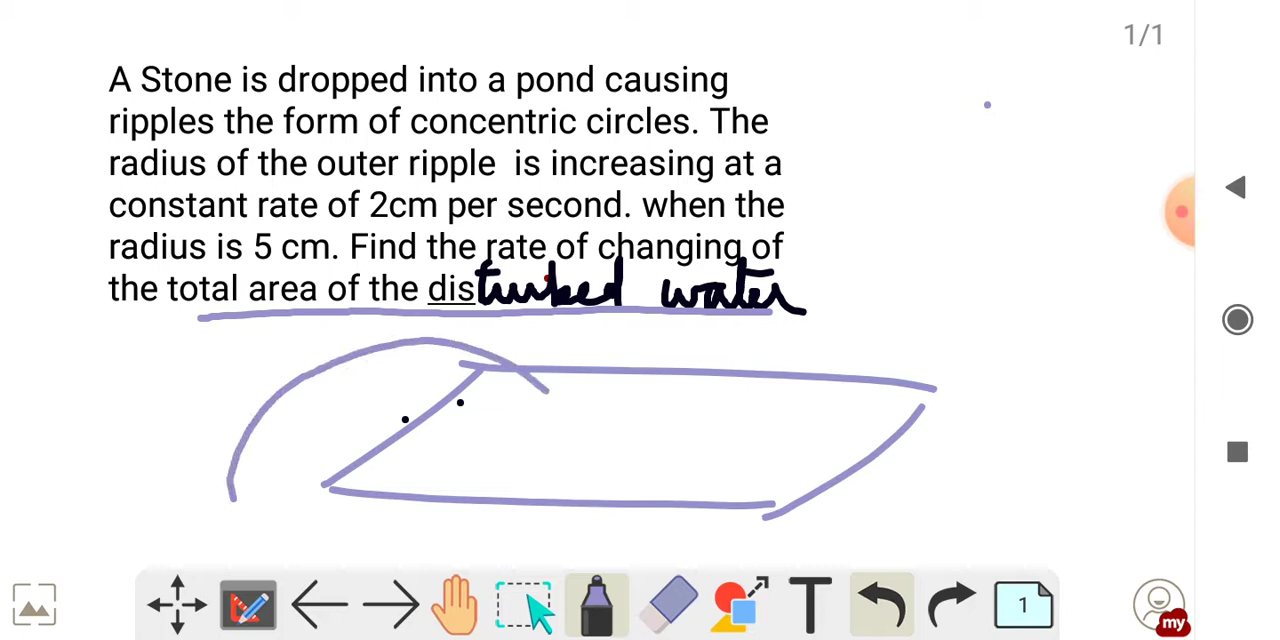 1/1
A Stone is dropped into a pond causing
ripples the form of concentric circles. The
radius of the outer ripple is increasing at a
constant rate of 2cm per second. when the
radius is 5 cm. Find the rate of changing of
the total area of the disturbed water
T
1
my